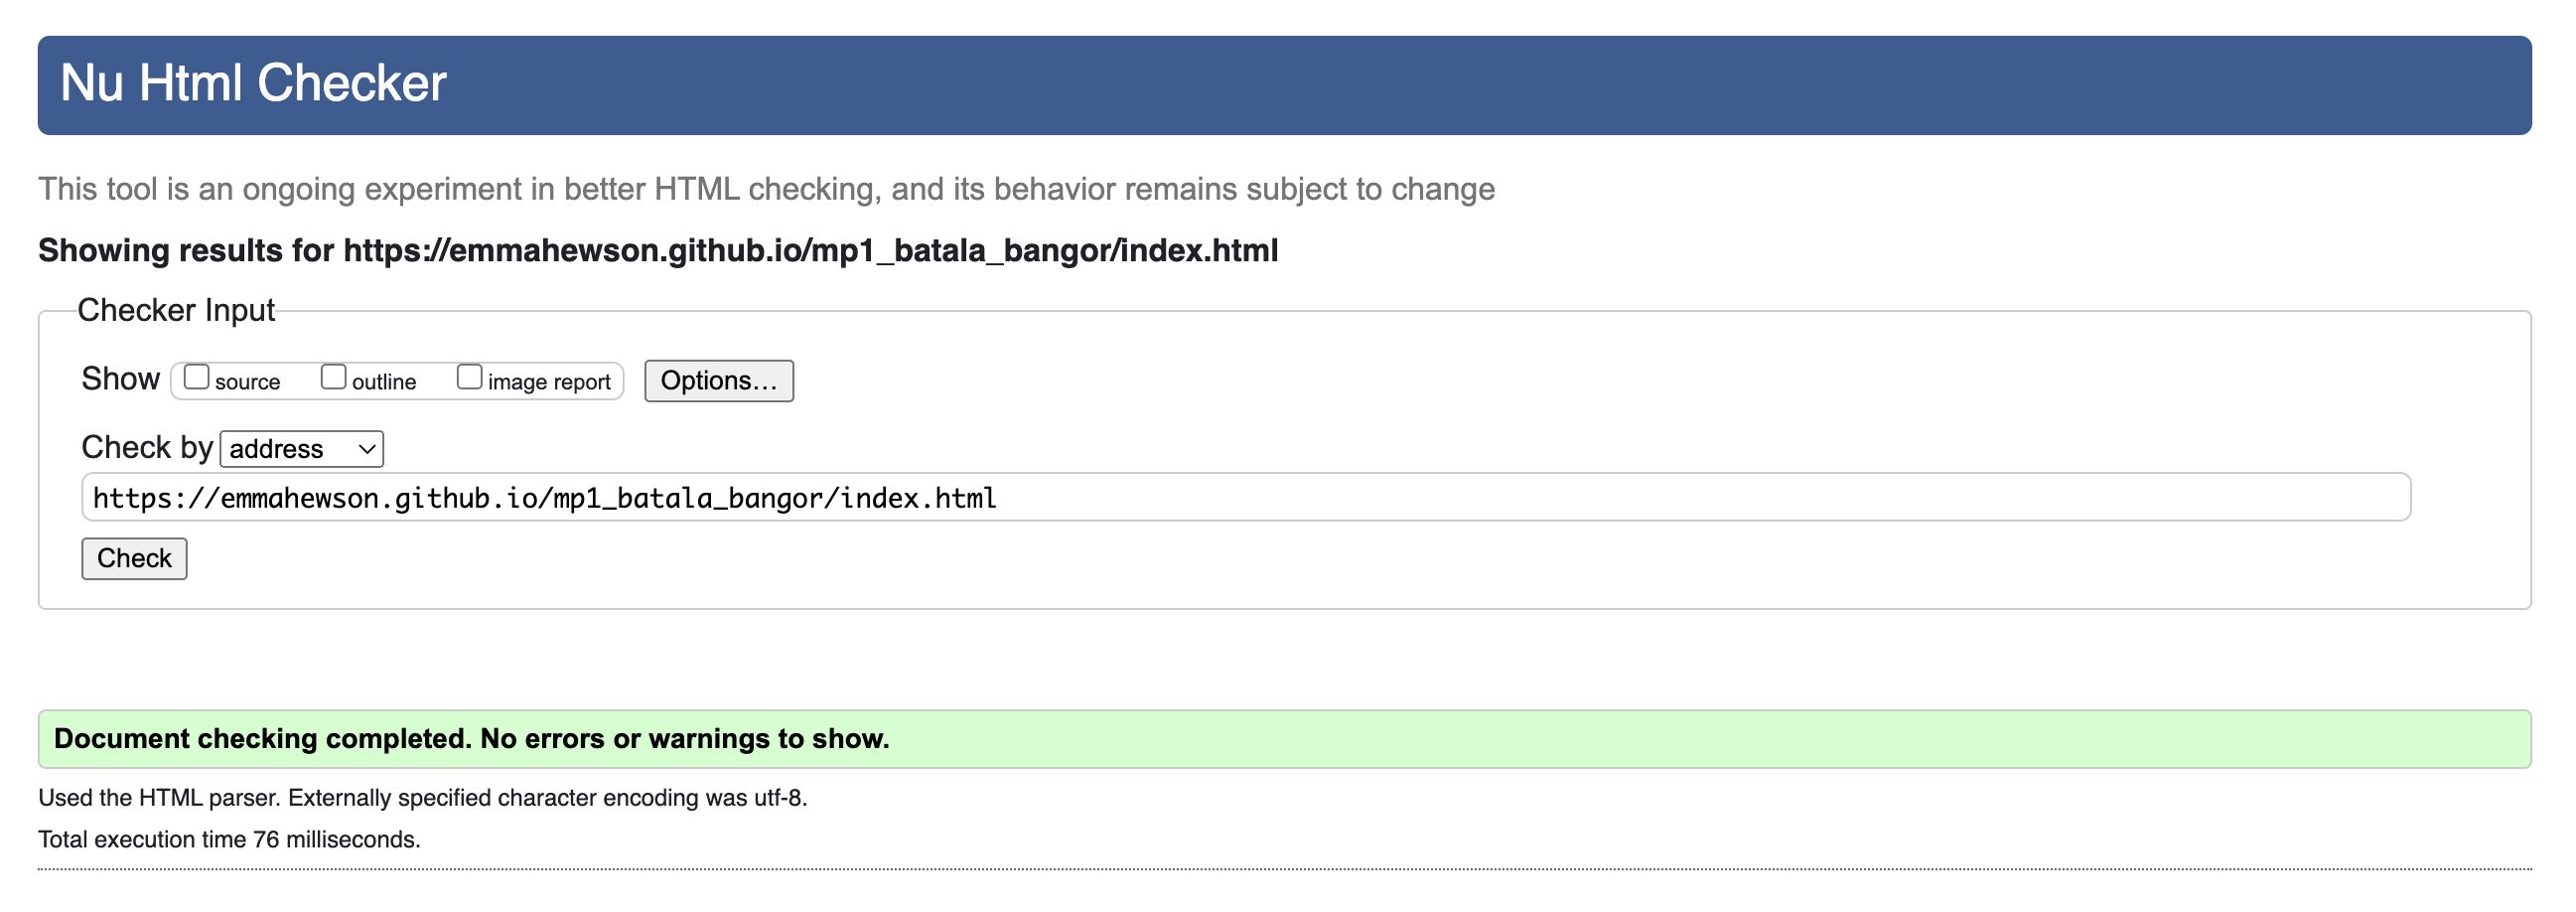 Nu Html Checker
This tool is an ongoing experiment in better HTML checking, and its behavior remains subject to change
Showing results for https://emmahewson.github.io/mp1_batala_bangor/index.html
Checker Input
Show source outline image report Options...
Check by address
https://emmahewson.github.io/mp1_batala_bangor/index.html
Check
Document checking completed. No errors or warnings to show.
Used the HTML parser. Externally specified character encoding was utf-8.
Total execution time 76 milliseconds.